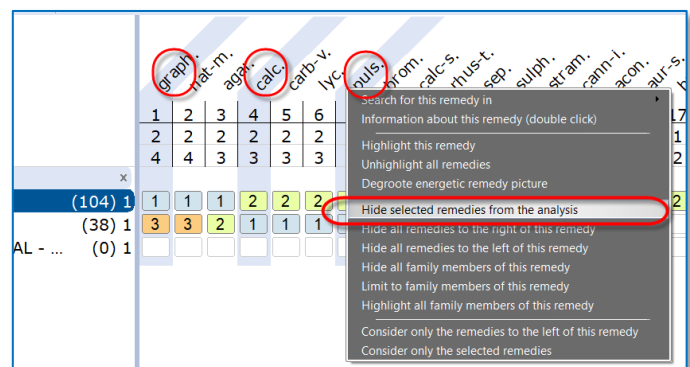 graph. nat-m. agar. calc. carb-v. lyc. puls. brom. calc-s. rhus-t. sep. sulph. stram. cann-i. acon. aur-s.
1 2 3 4 5 6 17
2 2 2 2 2 2 1
4 4 3 3 3 3 2
x
(104) 1 1 1 1 2 2 2 2
(38) 1 3 3 2 1 1 1
AL - ... (0) 1
Search for this remedy in
Information about this remedy (double click)
Highlight this remedy
Unhighlight all remedies
Degroote energetic remedy picture
Hide selected remedies from the analysis
Hide all remedies to the right of this remedy
Hide all remedies to the left of this remedy
Hide all family members of this remedy
Limit to family members of this remedy
Highlight all family members of this remedy
Consider only the remedies to the left of this remedy
Consider only the selected remedies